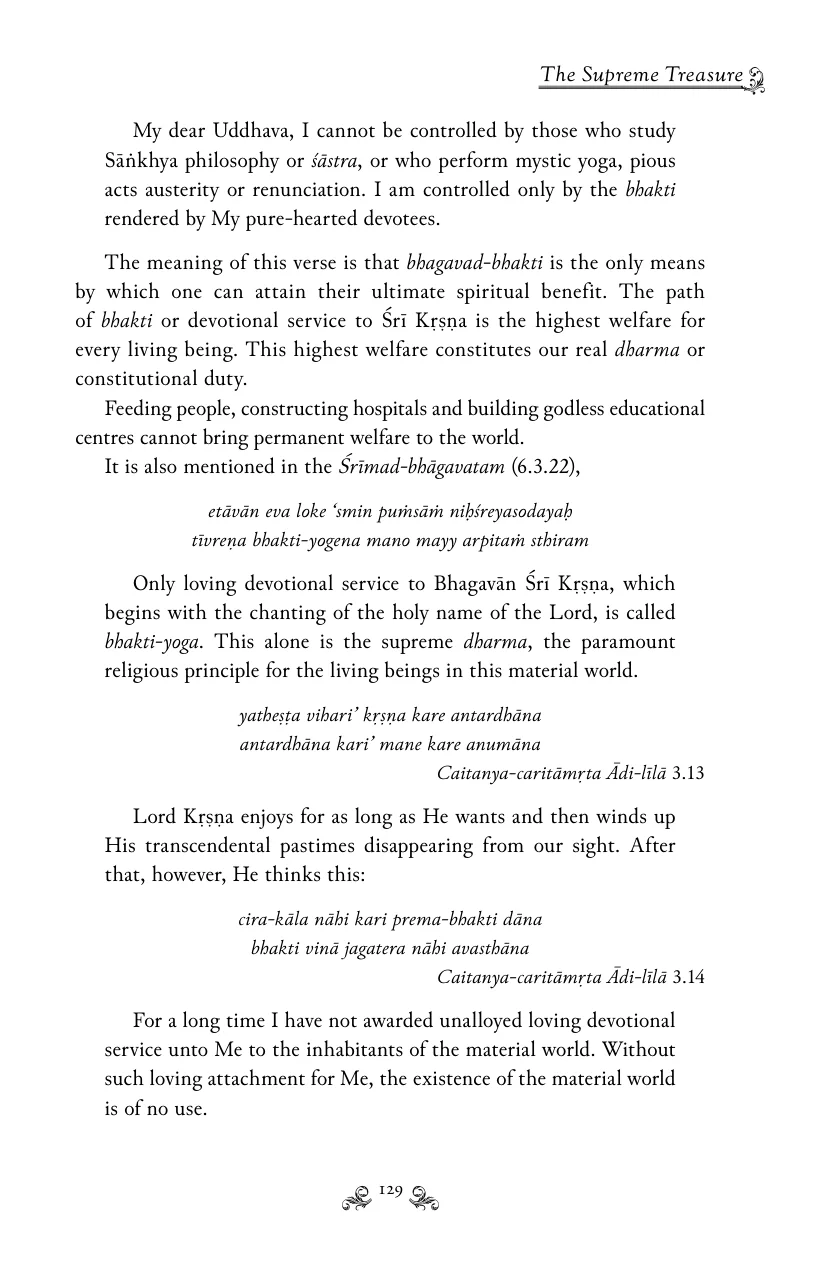 The Supreme Treasure
My dear Uddhava, I cannot be controlled by those who study
Sāṅkhya philosophy or śāstra, or who perform mystic yoga, pious
acts austerity or renunciation. I am controlled only by the bhakti
rendered by My pure-hearted devotees.
The meaning of this verse is that bhagavad-bhakti is the only means
by which one can attain their ultimate spiritual benefit. The path
of bhakti or devotional service to Śrī Kṛṣṇa is the highest welfare for
every living being. This highest welfare constitutes our real dharma or
constitutional duty.
Feeding people, constructing hospitals and building godless educational
centres cannot bring permanent welfare to the world.
It is also mentioned in the Śrīmad-bhāgavatam (6.3.22),
etāvān eva loke ‘smin puṁsāṁ niḥśreyasodayaḥ
tīvreṇa bhakti-yogena mano mayy arpitaṁ sthiram
Only loving devotional service to Bhagavān Śrī Kṛṣṇa, which
begins with the chanting of the holy name of the Lord, is called
bhakti-yoga. This alone is the supreme dharma, the paramount
religious principle for the living beings in this material world.
yatheṣṭa vihari’ kṛṣṇa kare antardhāna
antardhāna kari’ mane kare anumāna
Caitanya-caritāmṛta Ādi-līlā 3.13
Lord Kṛṣṇa enjoys for as long as He wants and then winds up
His transcendental pastimes disappearing from our sight. After
that, however, He thinks this:
cira-kāla nāhi kari prema-bhakti dāna
bhakti vinā jagatera nāhi avasthāna
Caitanya-caritāmṛta Ādi-līlā 3.14
For a long time I have not awarded unalloyed loving devotional
service unto Me to the inhabitants of the material world. Without
such loving attachment for Me, the existence of the material world
is of no use.
129